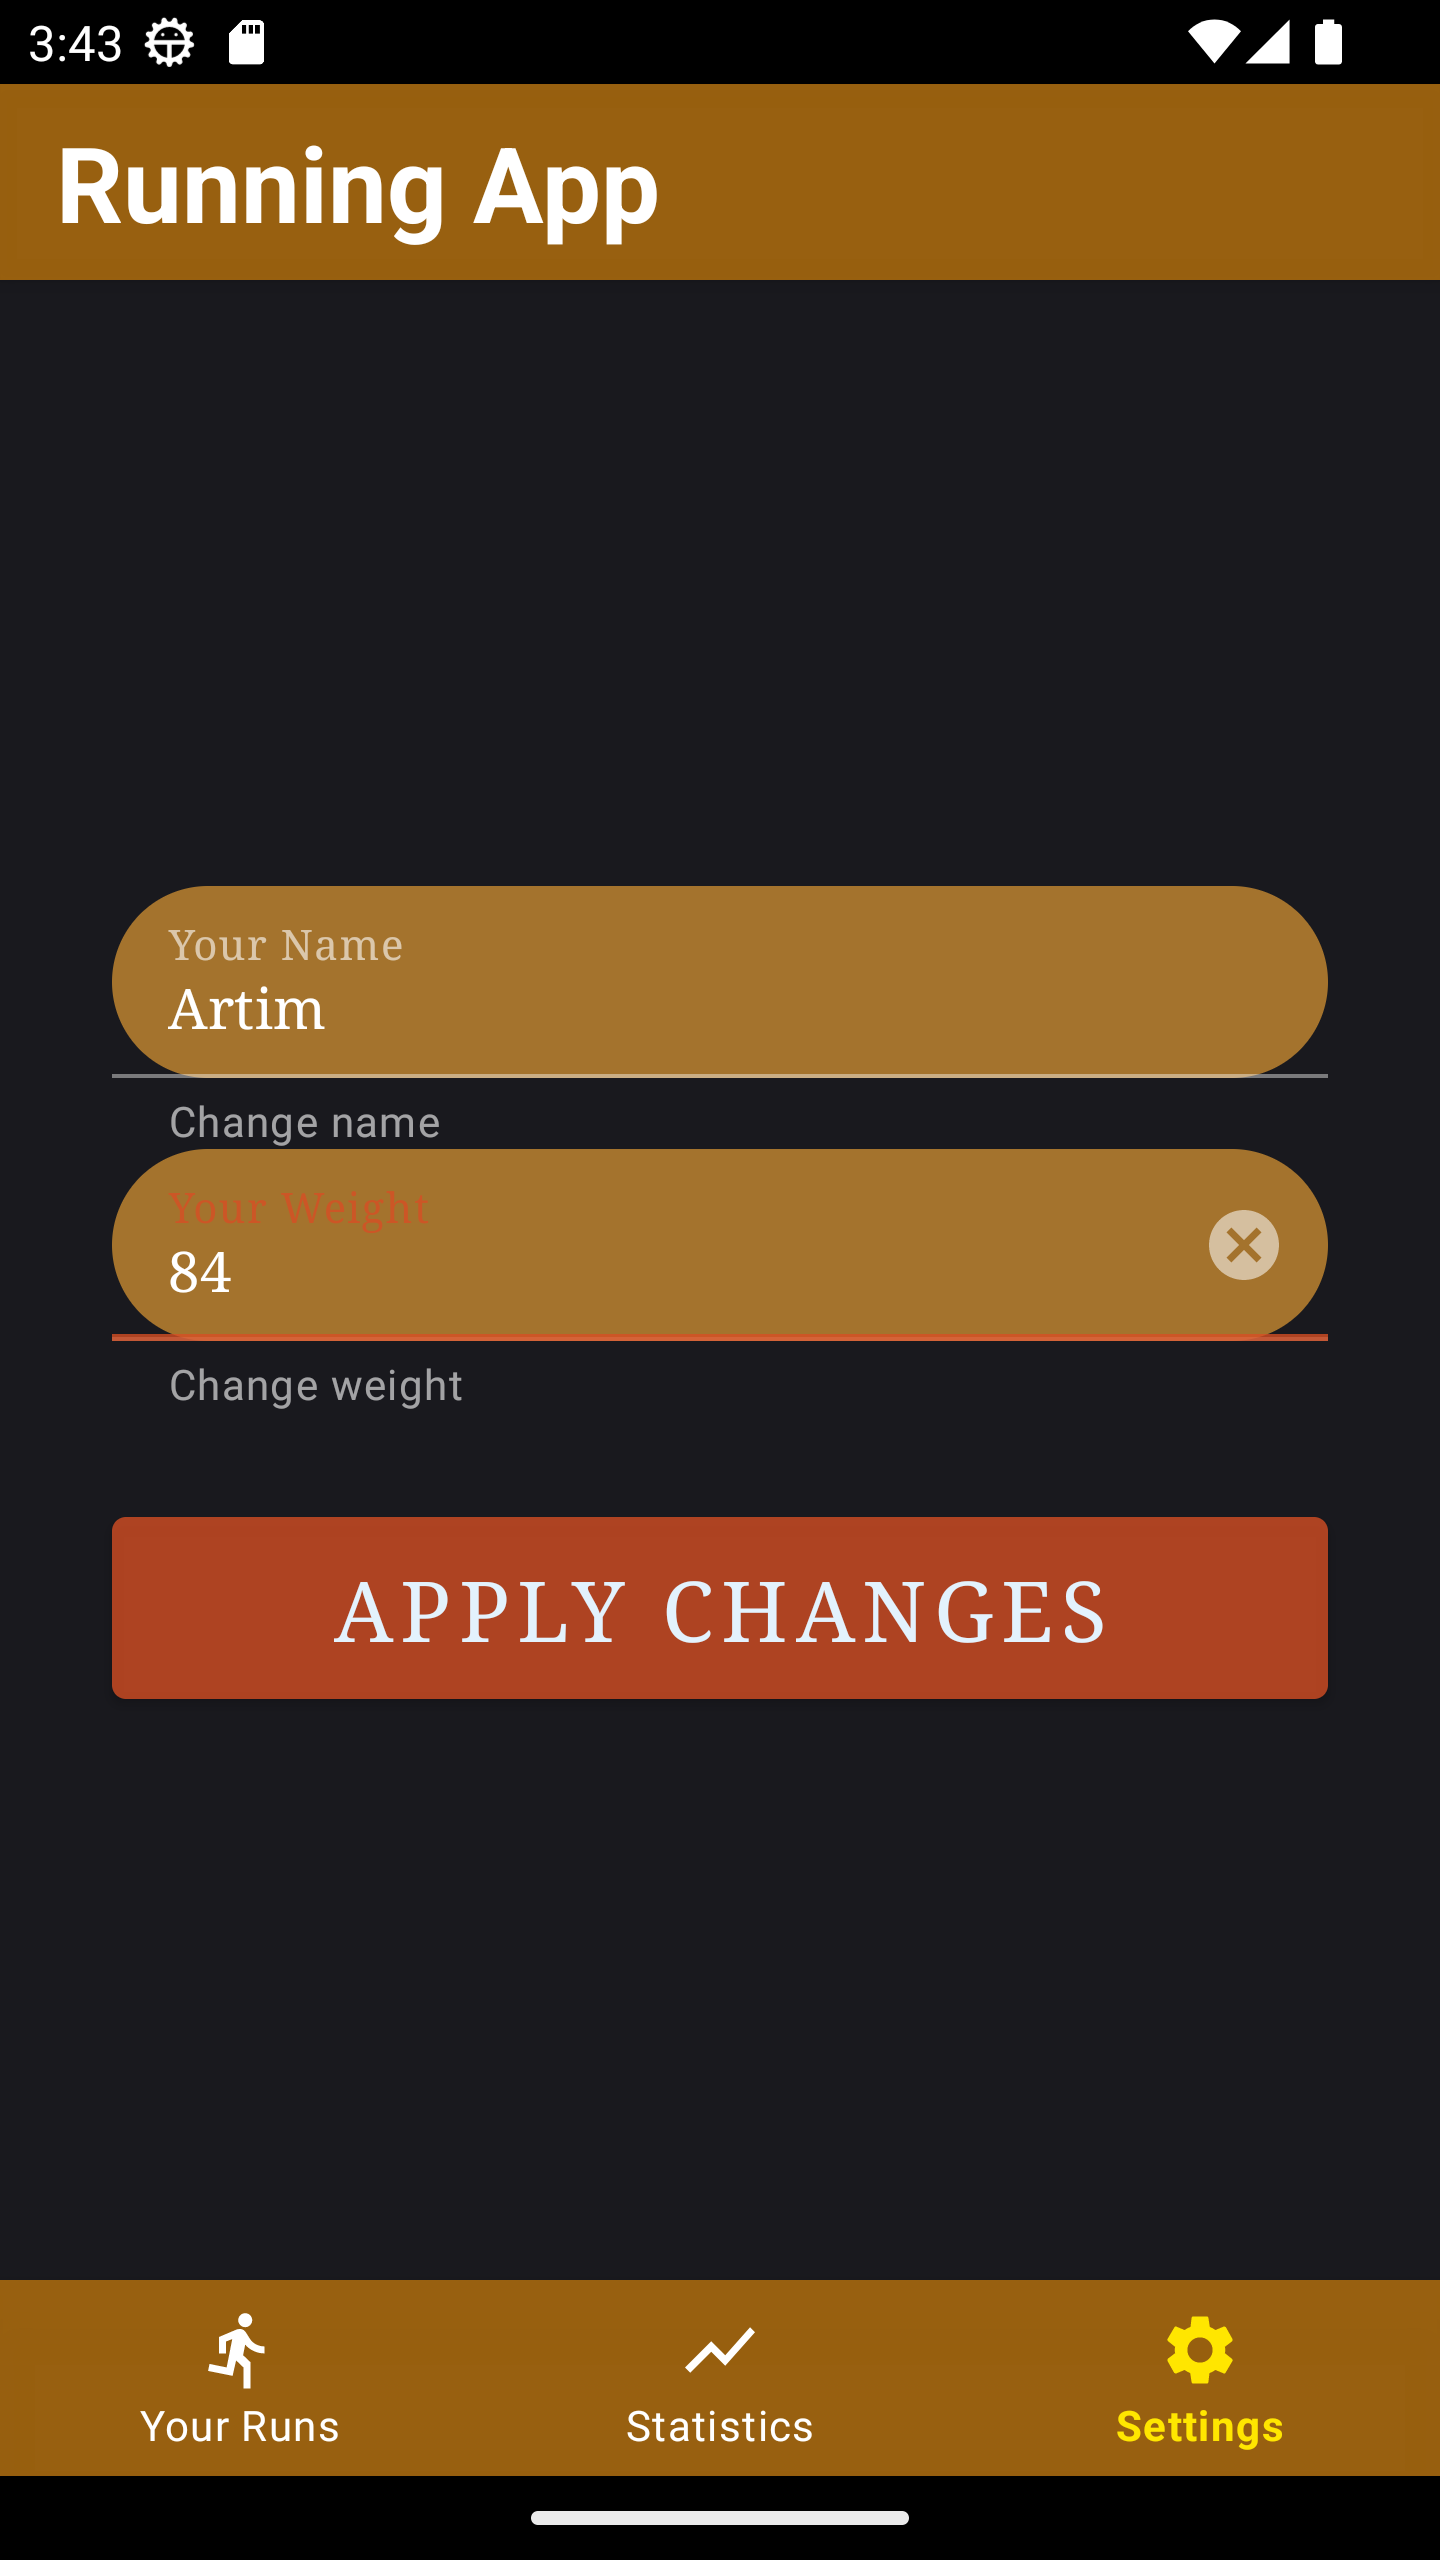 3:43
Running App
Your Name
Artim
Change name
Your Weight
84
Change weight
APPLY CHANGES
Your Runs
Statistics
Settings